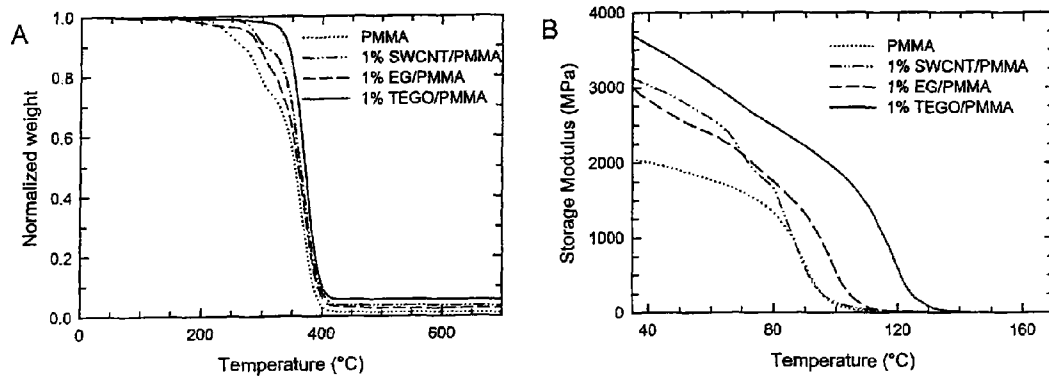 A
Normalized weight
1.0
0.8
0.6
0.4
0.2
0.0
0
200
400
600
Temperature (°C)
PMMA
1% SWCNT/PMMA
1% EG/PMMA
1% TEGO/PMMA
B
Storage Modulus (MPa)
4000
3000
2000
1000
0
40
80
120
160
Temperature (°C)
PMMA
1% SWCNT/PMMA
1% EG/PMMA
1% TEGO/PMMA